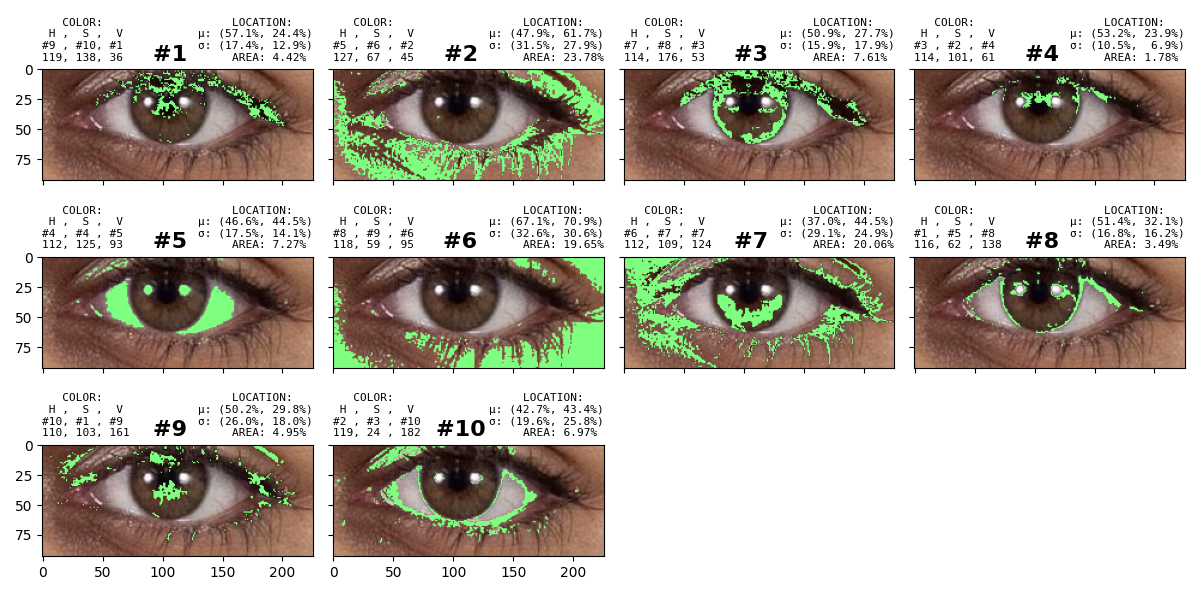 COLOR: LOCATION:
H , S , V μ: (57.1%, 24.4%)
#9 , #10, #1 #1 σ: (17.4%, 12.9%)
119, 138, 36 AREA: 4.42%
COLOR: LOCATION:
H , S , V μ: (47.9%, 61.7%)
#5 , #6 , #2 #2 σ: (31.5%, 27.9%)
127, 67 , 45 AREA: 23.78%
COLOR: LOCATION:
H , S , V μ: (50.9%, 27.7%)
#7 , #8 , #3 #3 σ: (15.9%, 17.9%)
114, 176, 53 AREA: 7.61%
COLOR: LOCATION:
H , S , V μ: (53.2%, 23.9%)
#3 , #2 , #4 #4 σ: (10.5%, 6.9%)
114, 101, 61 AREA: 1.78%
0
25
50
75
COLOR: LOCATION:
H , S , V μ: (46.6%, 44.5%)
#4 , #4 , #5 #5 σ: (17.5%, 14.1%)
112, 125, 93 AREA: 7.27%
COLOR: LOCATION:
H , S , V μ: (67.1%, 70.9%)
#8 , #9 , #6 #6 σ: (32.6%, 30.6%)
118, 59 , 95 AREA: 19.65%
COLOR: LOCATION:
H , S , V μ: (37.0%, 44.5%)
#6 , #7 , #7 #7 σ: (29.1%, 24.9%)
112, 109, 124 AREA: 20.06%
COLOR: LOCATION:
H , S , V μ: (51.4%, 32.1%)
#1 , #5 , #8 #8 σ: (16.8%, 16.2%)
116, 62 , 138 AREA: 3.49%
0
25
50
75
COLOR: LOCATION:
H , S , V μ: (50.2%, 29.8%)
#10, #1 , #9 #9 σ: (26.0%, 18.0%)
110, 103, 161 AREA: 4.95%
COLOR: LOCATION:
H , S , V μ: (42.7%, 43.4%)
#2 , #3 , #10 #10 σ: (19.6%, 25.8%)
119, 24 , 182 AREA: 6.97%
0
25
50
75
0 50 100 150 200
0 50 100 150 200